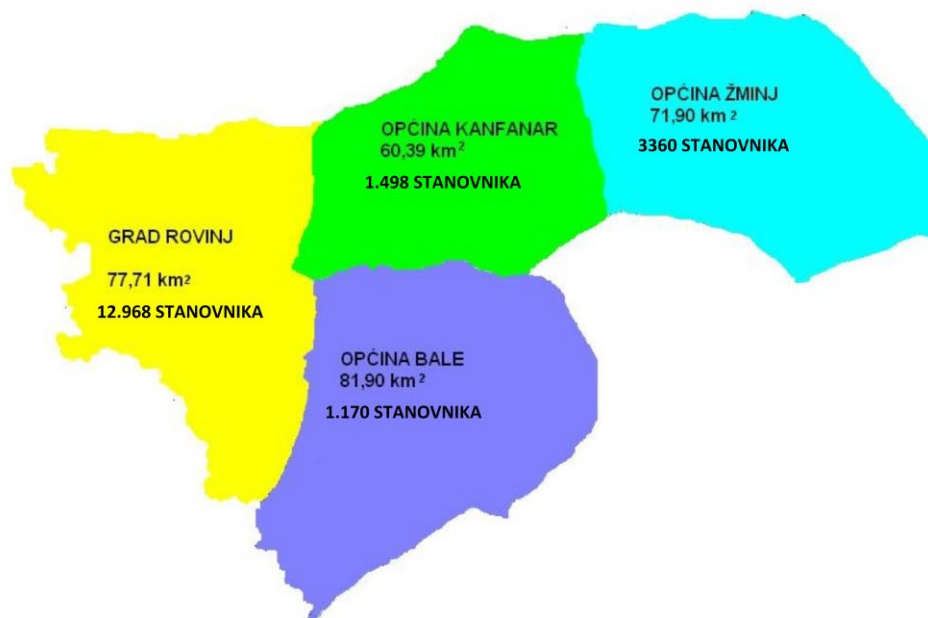 OPĆINA ŽMINJ
71,90 km²
3360 STANOVNIKA
OPĆINA KANFANAR
60,39 km²
1.498 STANOVNIKA
GRAD ROVINJ
77,71 km²
12.968 STANOVNIKA
OPĆINA BALE
81,90 km²
1.170 STANOVNIKA